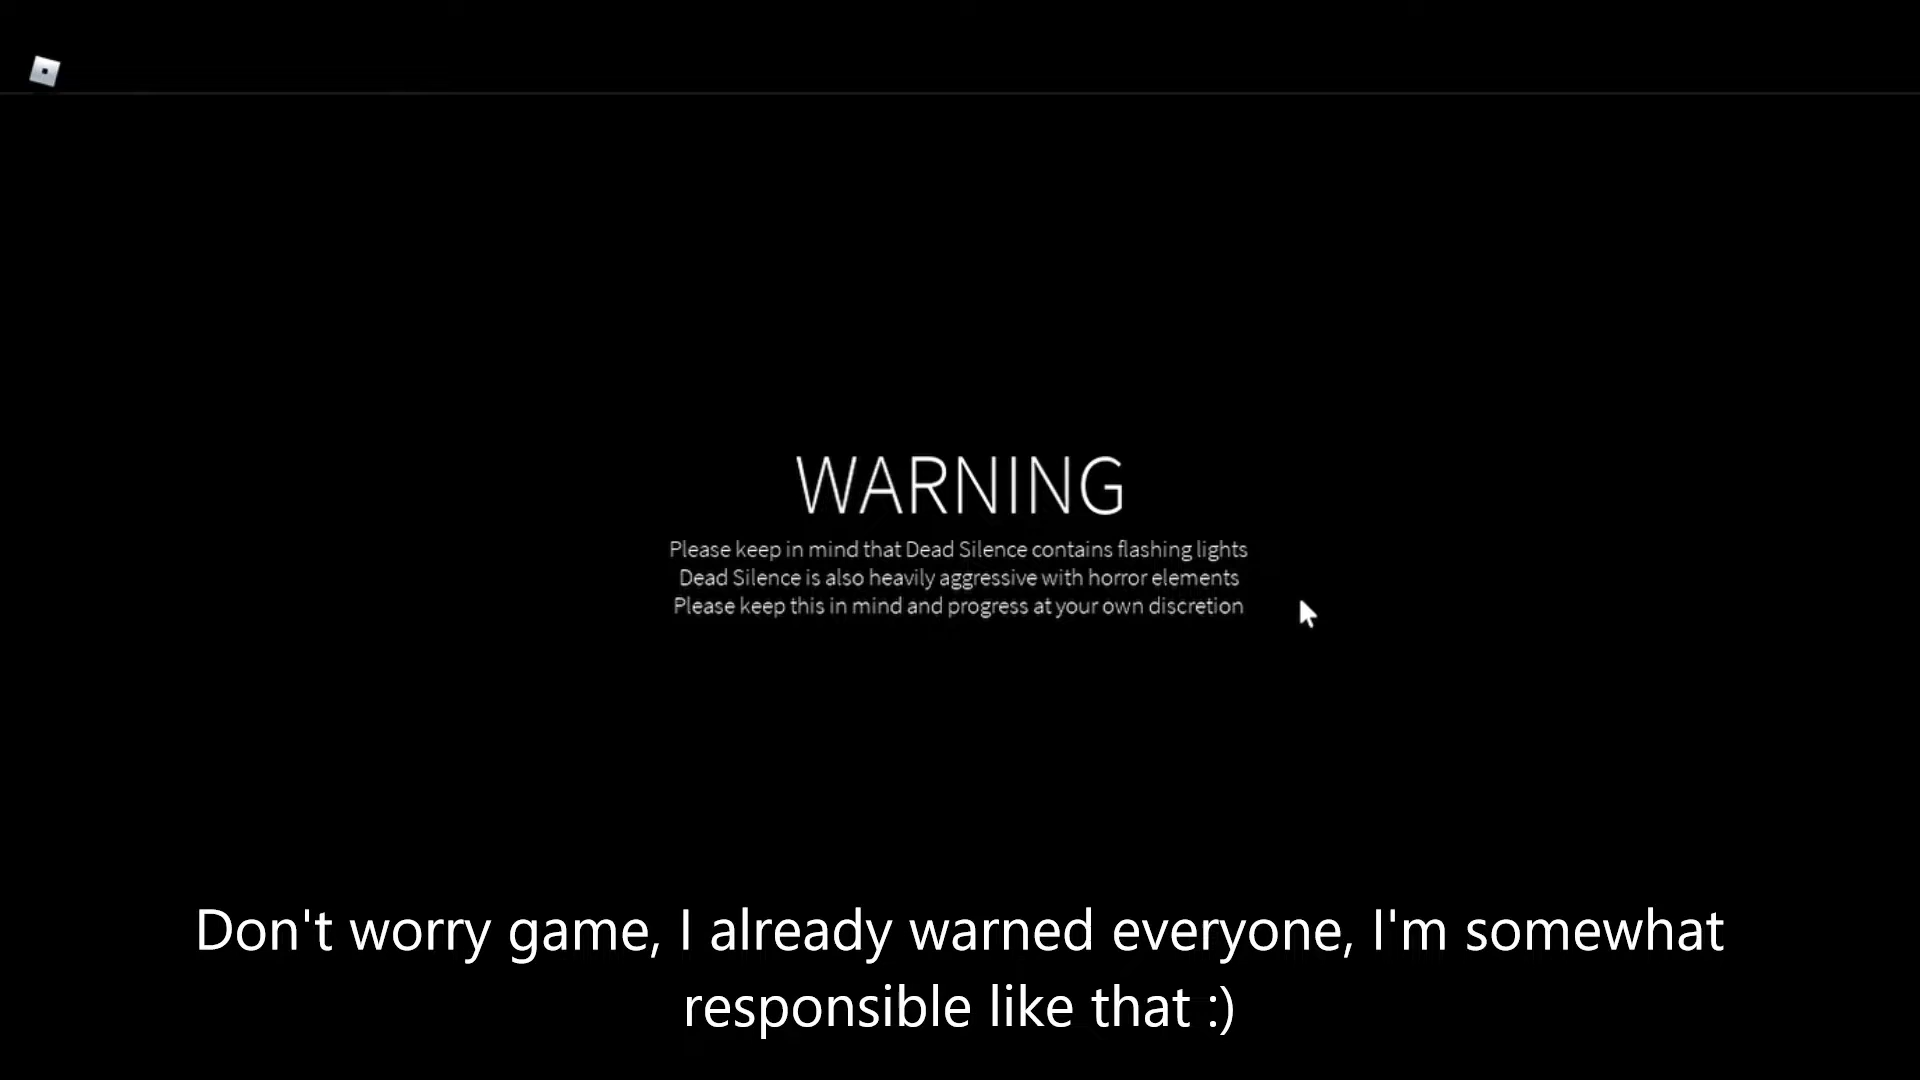 WARNING
Please keep in mind that Dead Silence contains flashing lights
Dead Silence is also heavily aggressive with horror elements
Please keep this in mind and progress at your own discretion
Don't worry game, I already warned everyone, I'm somewhat
responsible like that :)